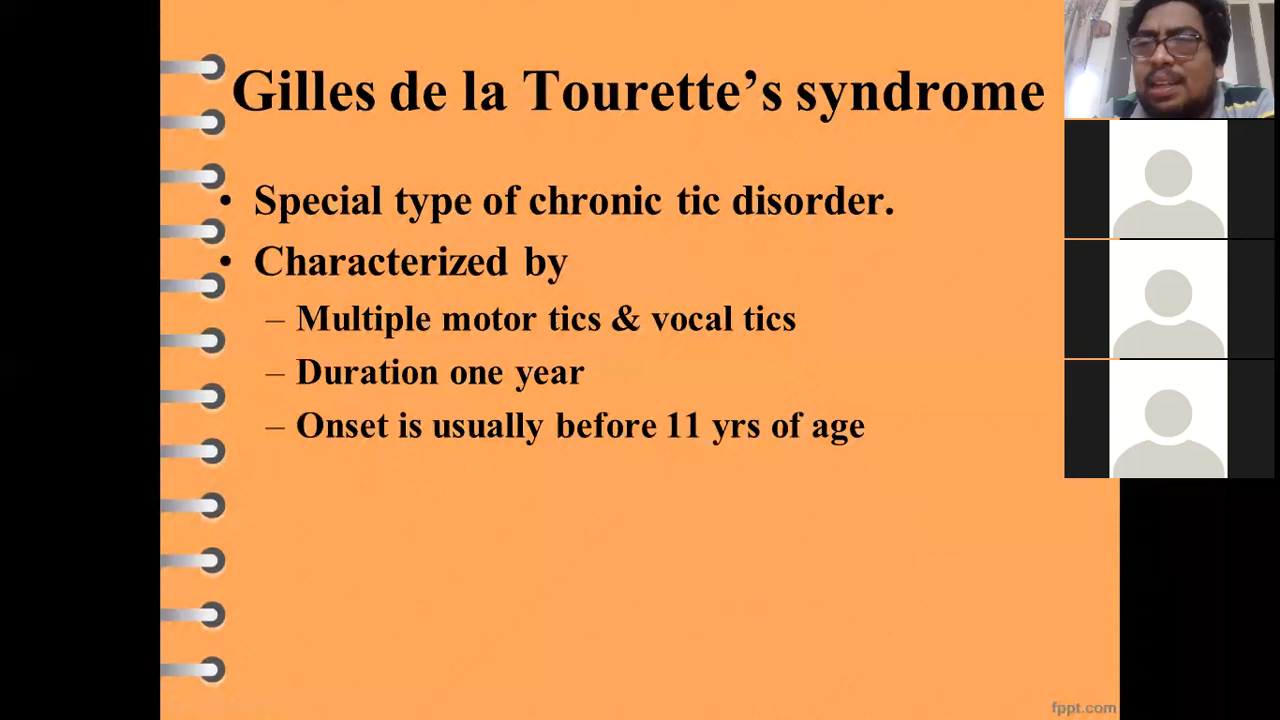 Gilles de la Tourette’s syndrome
• Special type of chronic tic disorder.
• Characterized by
– Multiple motor tics & vocal tics
– Duration one year
– Onset is usually before 11 yrs of age
fppt.com